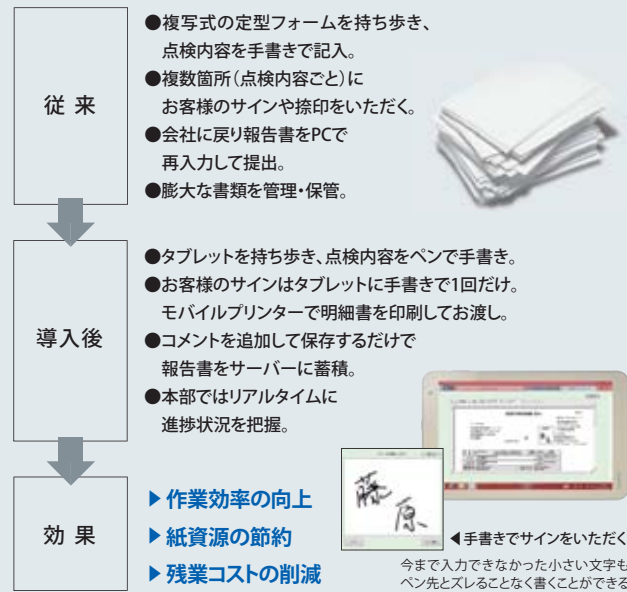 従来
●複写式の定型フォームを持ち歩き、
点検内容を手書きで記入。
●複数箇所(点検内容ごと)に
お客様のサインや捺印をいただく。
●会社に戻り報告書をPCで
再入力して提出。
●膨大な書類を管理・保管。
導入後
●タブレットを持ち歩き、点検内容をペンで手書き。
●お客様のサインはタブレットに手書きで1回だけ。
モバイルプリンターで明細書を印刷してお渡し。
●コメントを追加して保存するだけで
報告書をサーバーに蓄積。
●本部ではリアルタイムに
進捗状況を把握。
効果
▶作業効率の向上
▶紙資源の節約
▶残業コストの削減
藤原
◀手書きでサインをいただく
今まで入力できなかった小さい文字も
ペン先とズレることなく書くことができる